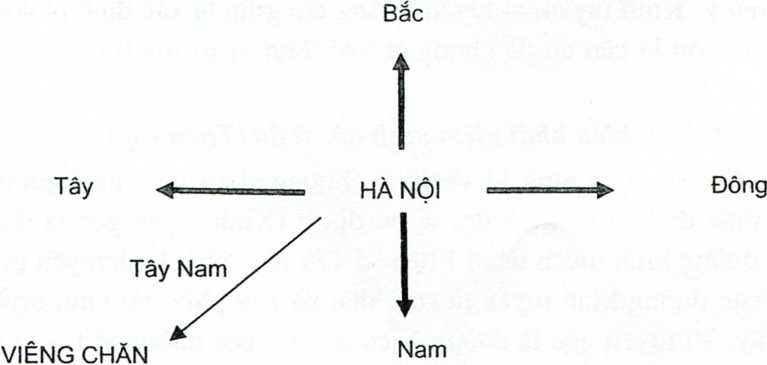 Bắc
Tây HÀ NỘI Đông
Tây Nam
VIÊNG CHĂN Nam